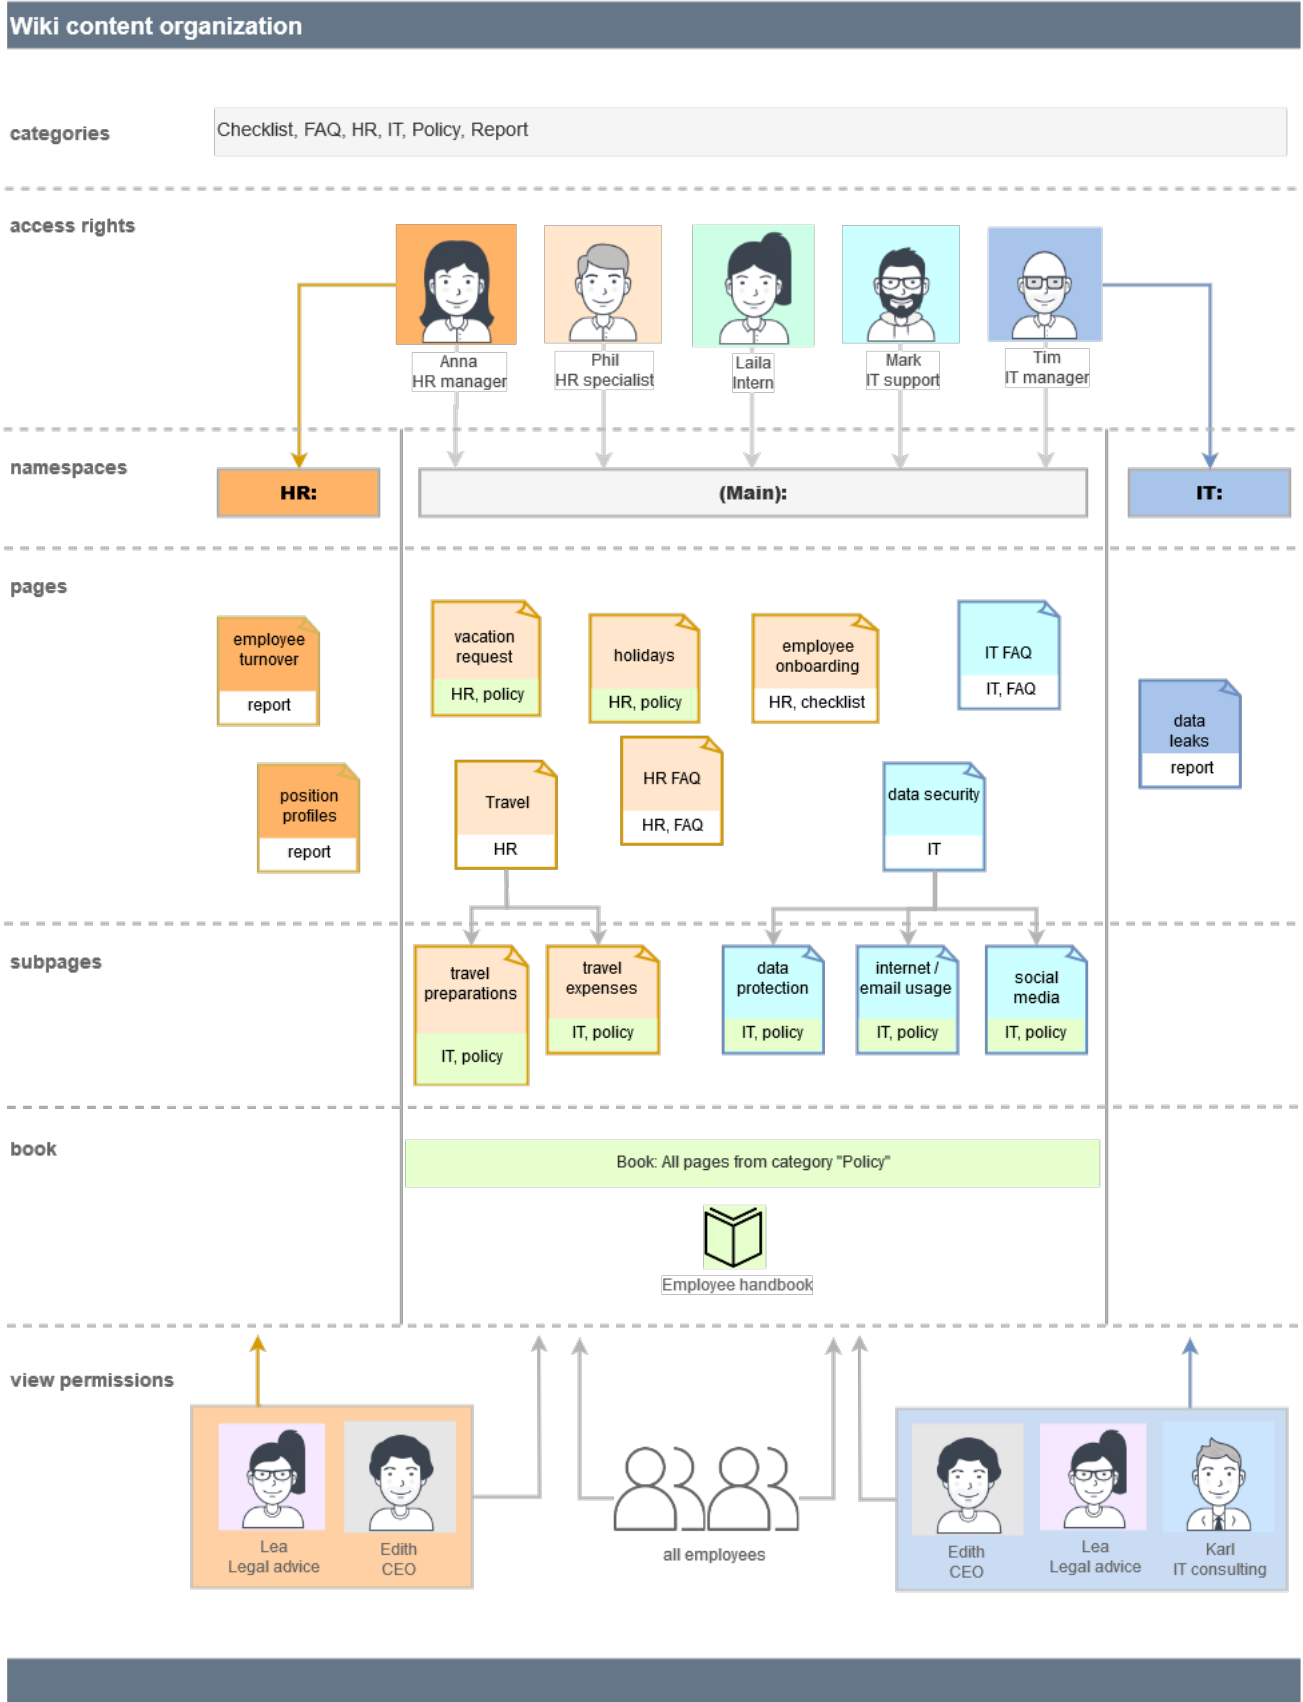 Wiki content organization
categories
Checklist, FAQ, HR, IT, Policy, Report
access rights
Anna
HR manager
Phil
HR specialist
Laila
Intern
Mark
IT support
Tim
IT manager
namespaces
HR:
(Main):
IT:
pages
employee
turnover
report
position
profiles
report
vacation
request
HR, policy
holidays
HR, policy
employee
onboarding
HR, checklist
IT FAQ
IT, FAQ
Travel
HR
HR FAQ
HR, FAQ
data security
IT
data
leaks
report
subpages
travel
preparations
IT, policy
travel
expenses
IT, policy
data
protection
IT, policy
internet /
email usage
IT, policy
social
media
IT, policy
book
Book: All pages from category "Policy"
Employee handbook
view permissions
Lea
Legal advice
Edith
CEO
all employees
Edith
CEO
Lea
Legal advice
Karl
IT consulting